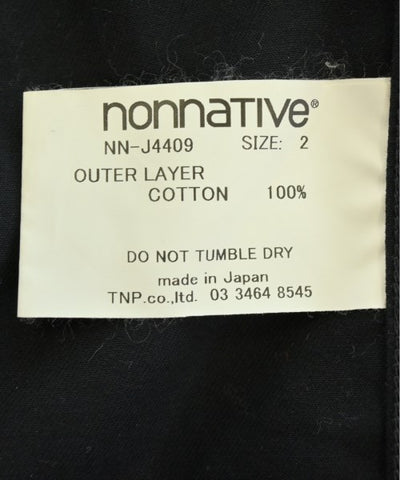 nonnative®
NN-J4409 SIZE: 2
OUTER LAYER
COTTON 100%
DO NOT TUMBLE DRY
made in Japan
TNP.co.,ltd. 03 3464 8545